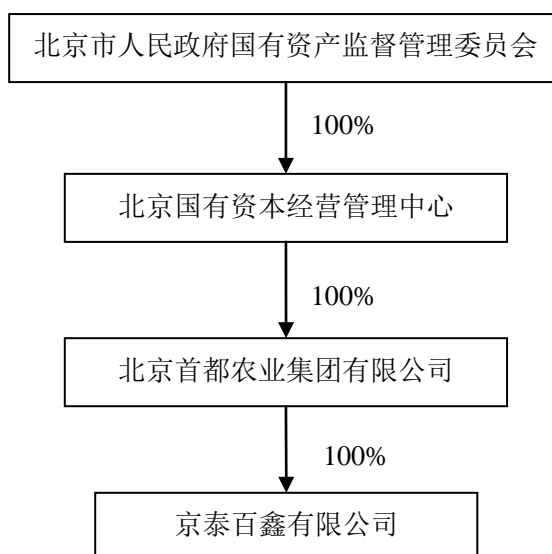 北京市人民政府国有资产监督管理委员会
100%
北京国有资本经营管理中心
100%
北京首都农业集团有限公司
100%
京泰百鑫有限公司